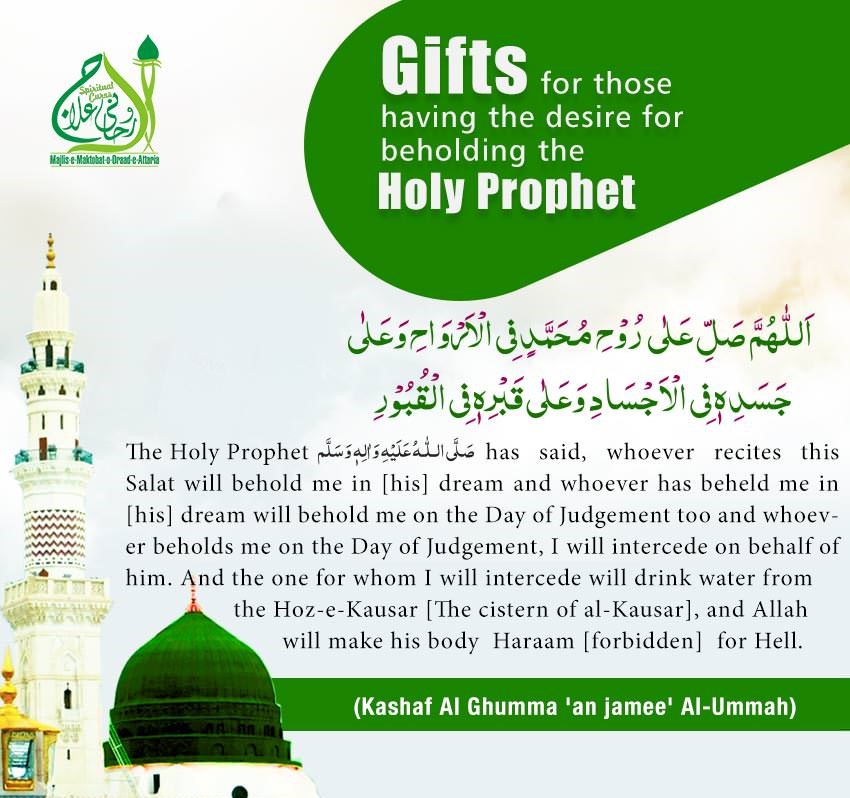 Spiritual
Cures
روحانی علاج
Majlis-e-Maktobat-o-Oraad-e-Attaria
Gifts for those
having the desire for
beholding the
Holy Prophet
اَللّٰهُمَّ صَلِّ عَلٰى رُوْحِ مُحَمَّدٍ فِى الْاَرْوَاحِ وَعَلٰى
جَسَدِهٖ فِى الْاَجْسَادِ وَعَلٰى قَبْرِهٖ فِى الْقُبُوْرِ
The Holy Prophet صَلَّى اللّٰهُ عَلَيْهِ وَاٰلِهٖ وَسَلَّم has said, whoever recites this
Salat will behold me in [his] dream and whoever has beheld me in
[his] dream will behold me on the Day of Judgement too and whoev-
er beholds me on the Day of Judgement, I will intercede on behalf of
him. And the one for whom I will intercede will drink water from
the Hoz-e-Kausar [The cistern of al-Kausar], and Allah
will make his body Haraam [forbidden] for Hell.
(Kashaf Al Ghumma 'an jamee' Al-Ummah)